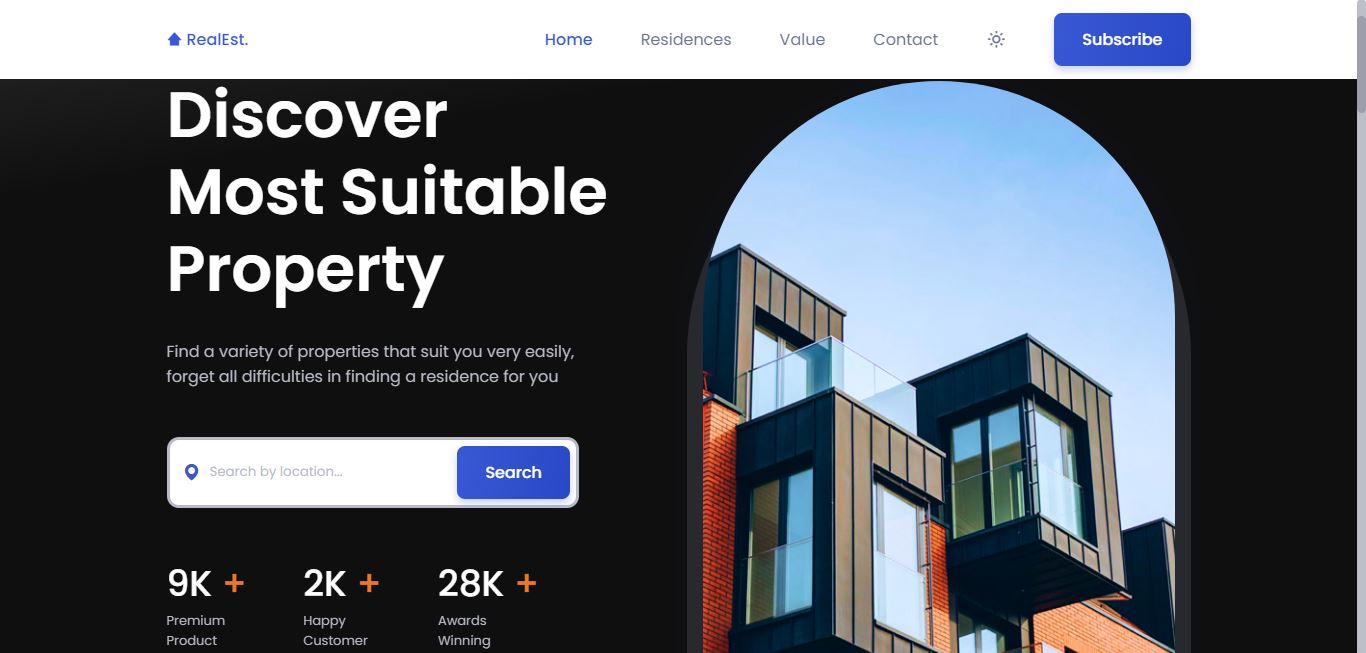 RealEst.
Home
Residences
Value
Contact
Subscribe
Discover
Most Suitable
Property
Find a variety of properties that suit you very easily,
forget all difficulties in finding a residence for you
Search by location...
Search
9K +
2K +
28K +
Premium
Product
Happy
Customer
Awards
Winning